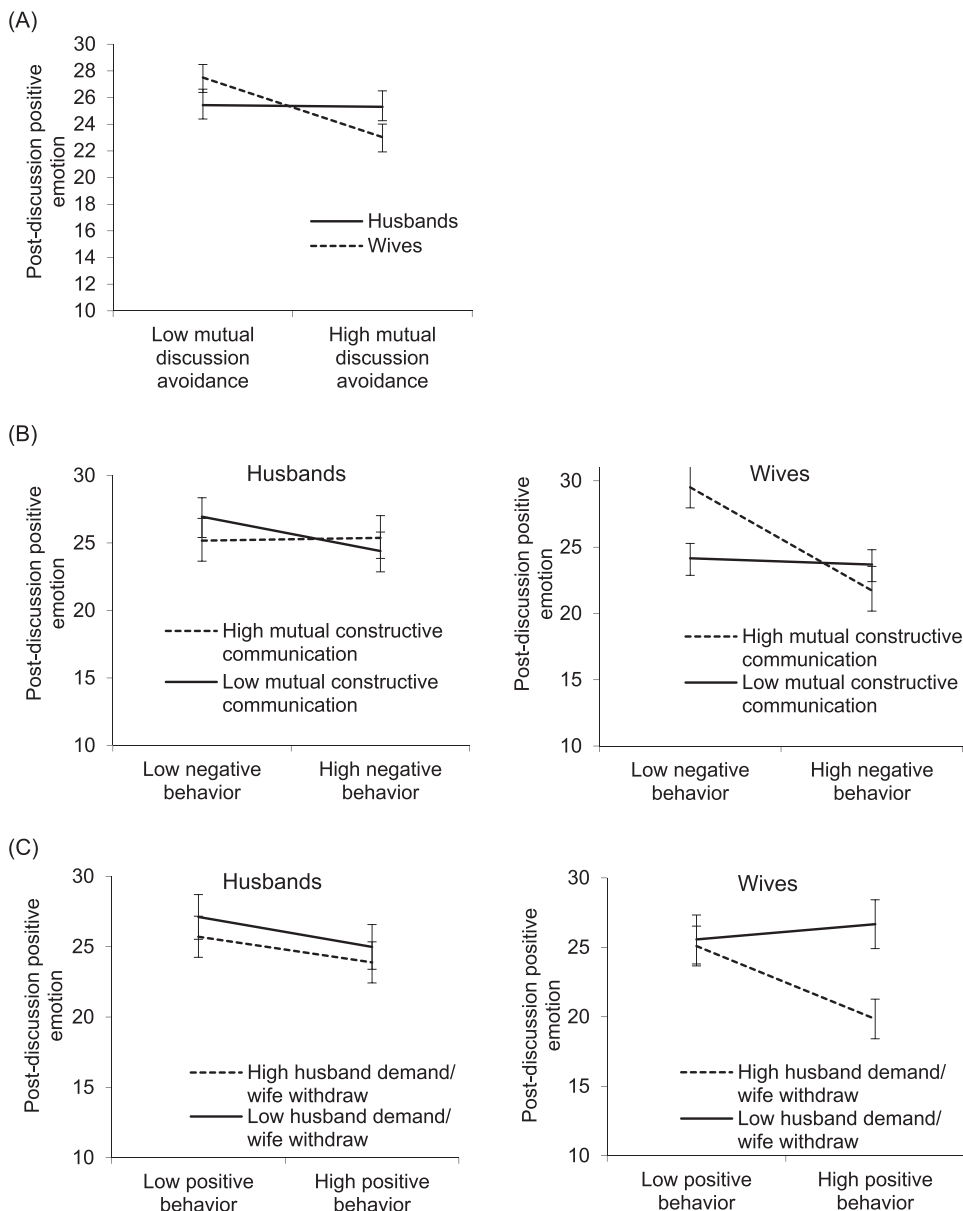 (A)
30
28
26
24
22
20
18
16
14
12
10
Post-discussion positive
emotion
Husbands
Wives
Low mutual
discussion
avoidance
High mutual
discussion
avoidance
(B)
Husbands
30
25
20
15
10
Post-discussion positive
emotion
High mutual constructive
communication
Low mutual constructive
communication
Low negative
behavior
High negative
behavior
Wives
30
25
20
15
10
Post-discussion positive
emotion
High mutual constructive
communication
Low mutual constructive
communication
Low negative
behavior
High negative
behavior
(C)
Husbands
30
25
20
15
10
Post-discussion positive
emotion
High husband demand/
wife withdraw
Low husband demand/
wife withdraw
Low positive behavior
High positive behavior
Wives
30
25
20
15
10
Post-discussion positive
emotion
High husband demand/
wife withdraw
Low husband demand/
wife withdraw
Low positive
behavior
High positive
behavior